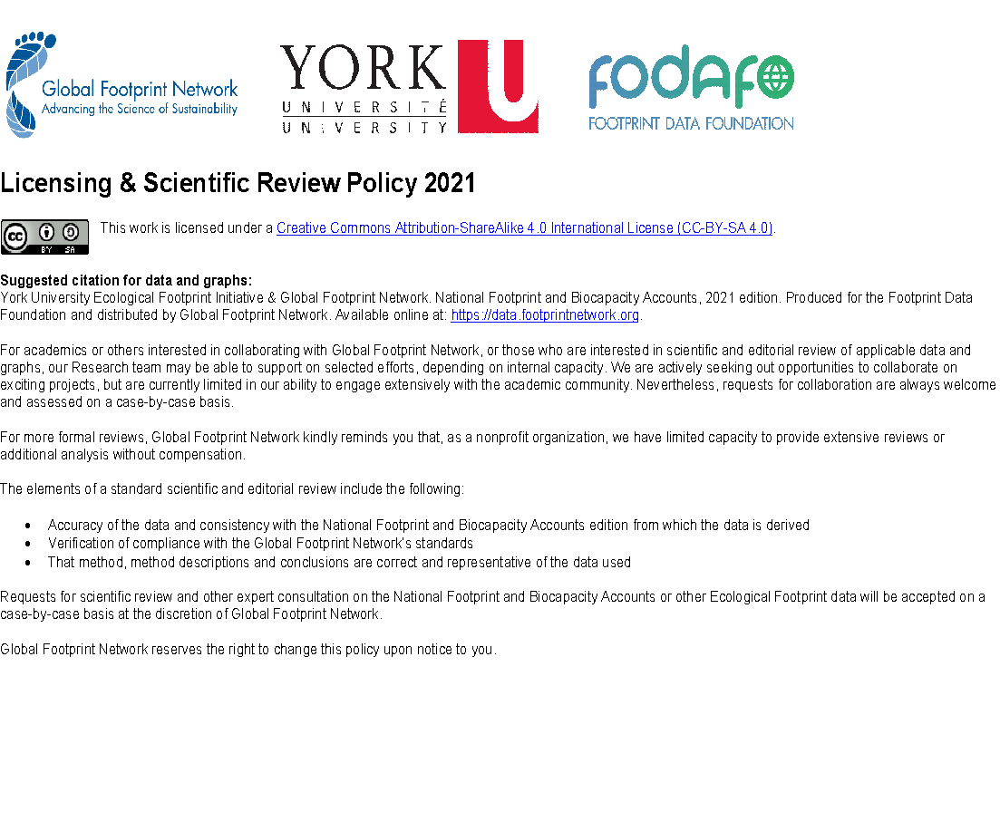 Global Footprint Network
Advancing the Science of Sustainability
YORK
UNIVERSITÉ
UNIVERSITY
U
fodafo
FOOTPRINT DATA FOUNDATION
Licensing & Scientific Review Policy 2021
cc
BY SA
This work is licensed under a Creative Commons Attribution-ShareAlike 4.0 International License (CC-BY-SA 4.0).
Suggested citation for data and graphs:
York University Ecological Footprint Initiative & Global Footprint Network. National Footprint and Biocapacity Accounts, 2021 edition. Produced for the Footprint Data
Foundation and distributed by Global Footprint Network. Available online at: https://data.footprintnetwork.org.
For academics or others interested in collaborating with Global Footprint Network, or those who are interested in scientific and editorial review of applicable data and
graphs, our Research team may be able to support on selected efforts, depending on internal capacity. We are actively seeking out opportunities to collaborate on
exciting projects, but are currently limited in our ability to engage extensively with the academic community. Nevertheless, requests for collaboration are always welcome
and assessed on a case-by-case basis.
For more formal reviews, Global Footprint Network kindly reminds you that, as a nonprofit organization, we have limited capacity to provide extensive reviews or
additional analysis without compensation.
The elements of a standard scientific and editorial review include the following:
• Accuracy of the data and consistency with the National Footprint and Biocapacity Accounts edition from which the data is derived
• Verification of compliance with the Global Footprint Network's standards
• That method, method descriptions and conclusions are correct and representative of the data used
Requests for scientific review and other expert consultation on the National Footprint and Biocapacity Accounts or other Ecological Footprint data will be accepted on a
case-by-case basis at the discretion of Global Footprint Network.
Global Footprint Network reserves the right to change this policy upon notice to you.